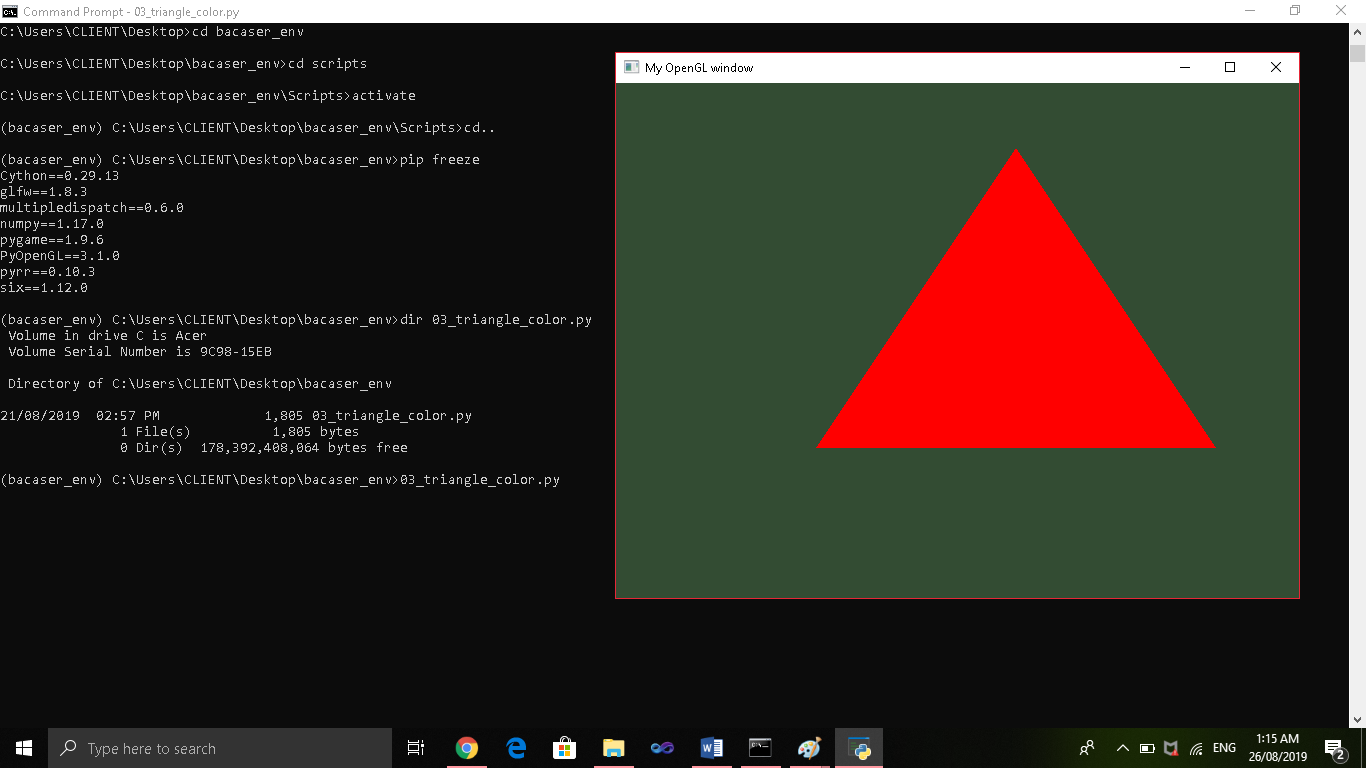 Command Prompt - 03_triangle_color.py
C:\Users\CLIENT\Desktop>cd bacaser_env
C:\Users\CLIENT\Desktop\bacaser_env>cd scripts
C:\Users\CLIENT\Desktop\bacaser_env\Scripts>activate
(bacaser_env) C:\Users\CLIENT\Desktop\bacaser_env\Scripts>cd..
(bacaser_env) C:\Users\CLIENT\Desktop\bacaser_env>pip freeze
Cython==0.29.13
glfw==1.8.3
multipledispatch==0.6.0
numpy==1.17.0
pygame==1.9.6
PyOpenGL==3.1.0
pyrr==0.10.3
six==1.12.0
(bacaser_env) C:\Users\CLIENT\Desktop\bacaser_env>dir 03_triangle_color.py
Volume in drive C is Acer
Volume Serial Number is 9C98-15EB
Directory of C:\Users\CLIENT\Desktop\bacaser_env
21/08/2019  02:57 PM             1,805 03_triangle_color.py
1 File(s)          1,805 bytes
0 Dir(s)  178,392,408,064 bytes free
(bacaser_env) C:\Users\CLIENT\Desktop\bacaser_env>03_triangle_color.py
My OpenGL window
Type here to search
ENG
1:15 AM
26/08/2019
2